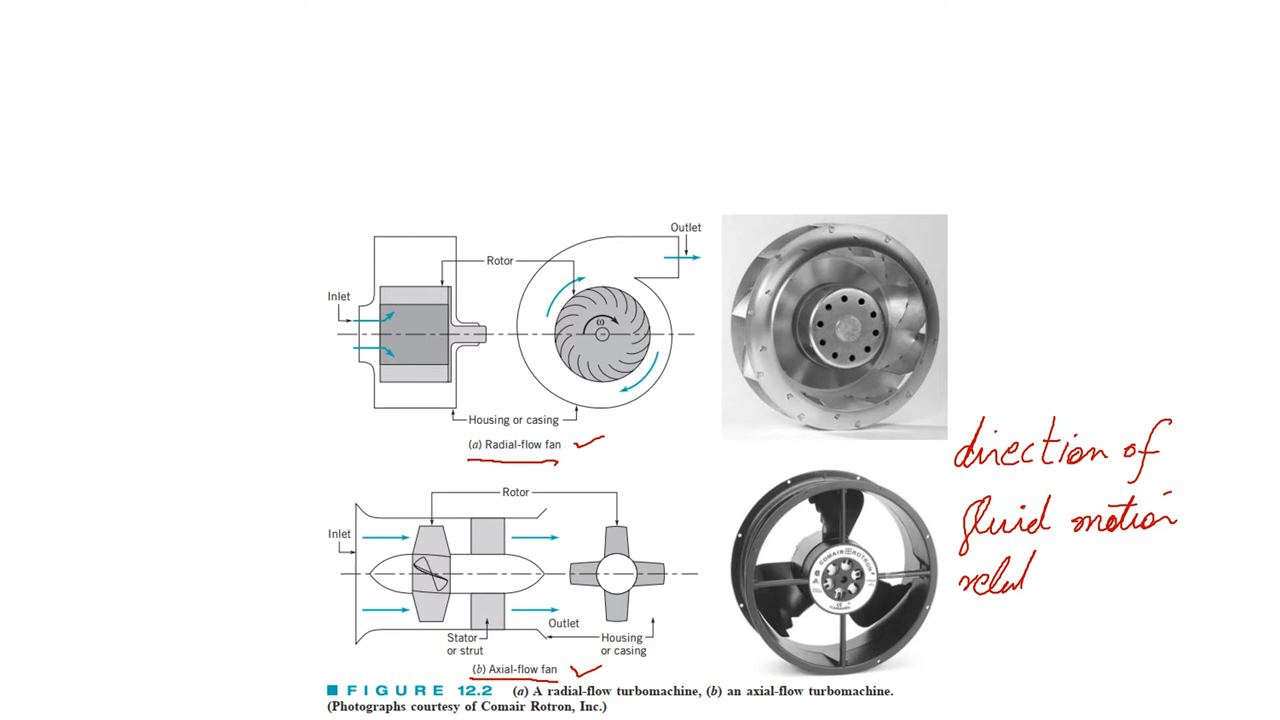 Outlet
Rotor
Inlet
ω
Housing or casing
(a) Radial-flow fan
direction of
fluid motion
Rotor
Inlet
COMAIR ROTRON
Outlet
Stator
or strut
Housing
or casing
(b) Axial-flow fan
FIGURE 12.2 (a) A radial-flow turbomachine, (b) an axial-flow turbomachine.
(Photographs courtesy of Comair Rotron, Inc.)